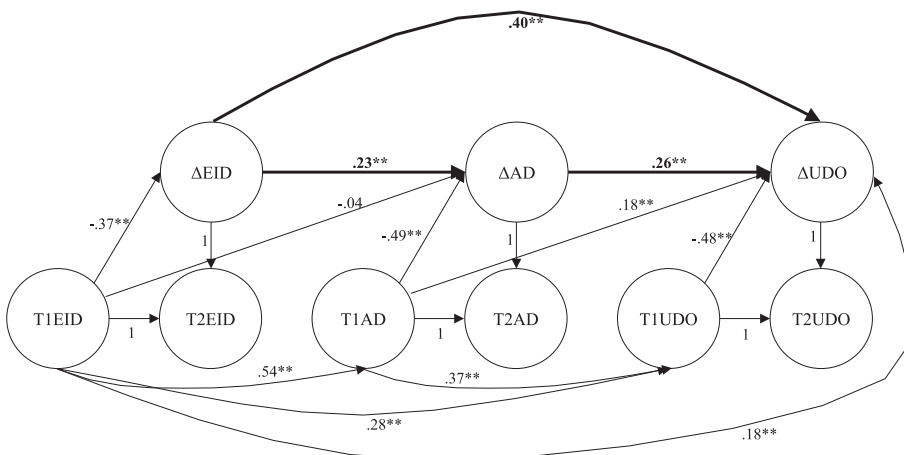 .40**
ΔEID
.23**
ΔAD
.26**
ΔUDO
-.37**
1
-.04
-.49**
1
.18**
-.48**
1
T1EID
1
T2EID
T1AD
1
T2AD
T1UDO
1
T2UDO
.54**
.37**
.28**
.18**